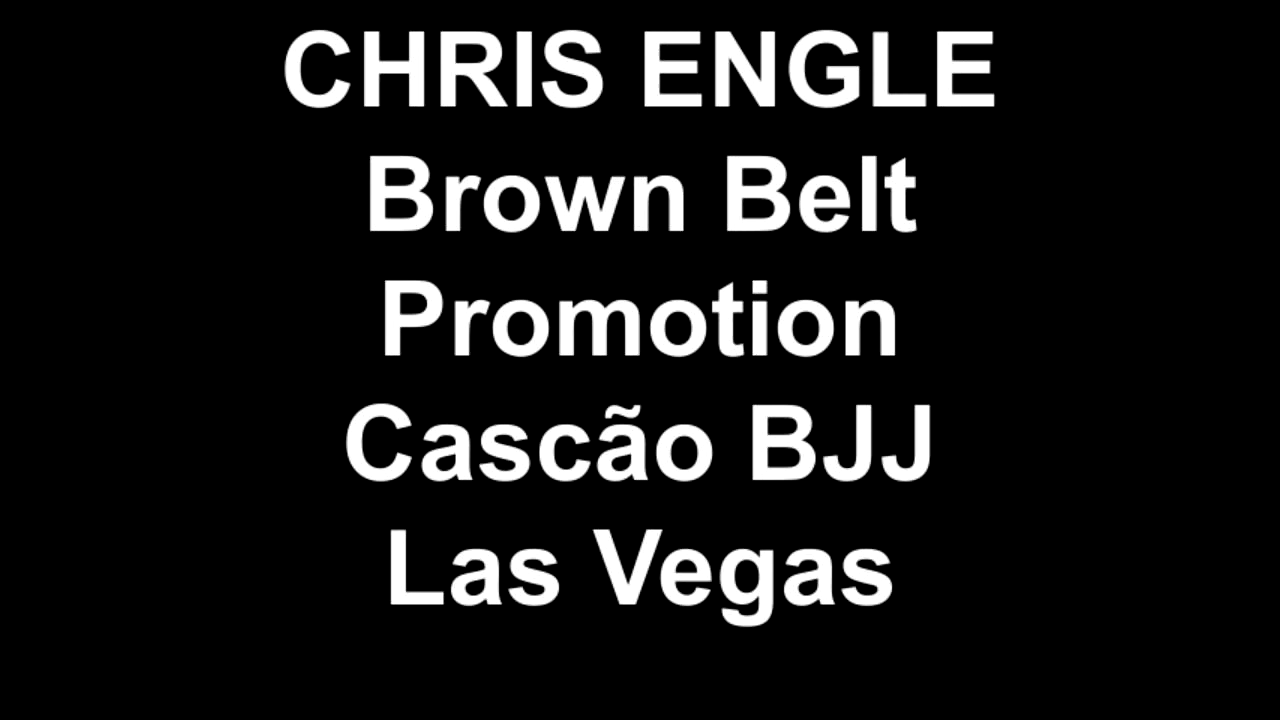 CHRIS ENGLE
Brown Belt
Promotion
Cascão BJJ
Las Vegas